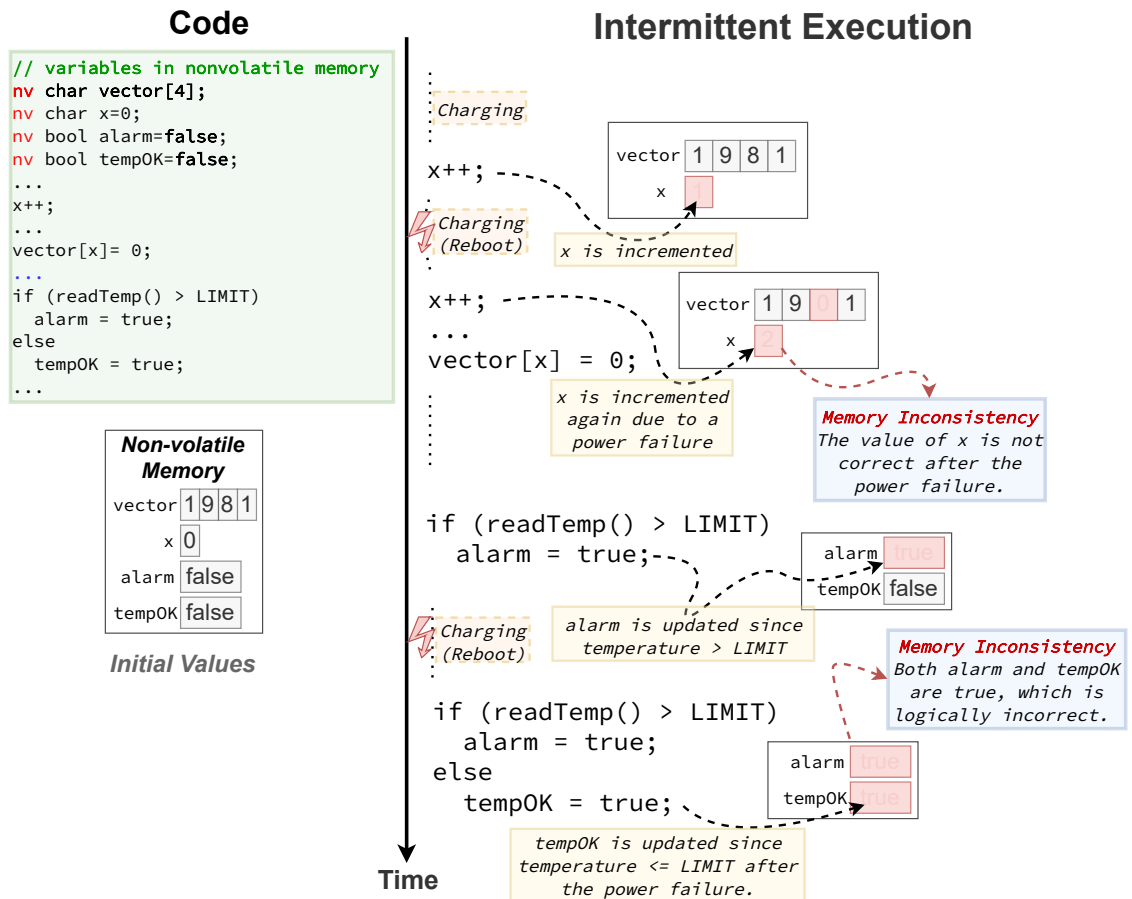 Code
// variables in nonvolatile memory
nv char vector[4];
nv char x=0;
nv bool alarm=false;
nv bool tempOK=false;
...
x++;
...
vector[x]= 0;
...
if (readTemp() > LIMIT)
alarm = true;
else
tempOK = true;
...
Non-volatile
Memory
vector 1 9 8 1
x 0
alarm false
tempOK false
Initial Values
Time
Intermittent Execution
Charging
x++;
vector 1 9 8 1
x 1
Charging
(Reboot)
x is incremented
x++;
...
vector[x] = 0;
vector 1 9 0 1
x 2
x is incremented
again due to a
power failure
Memory Inconsistency
The value of x is not
correct after the
power failure.
if (readTemp() > LIMIT)
alarm = true;
alarm true
tempOK false
Charging
(Reboot)
alarm is updated since
temperature > LIMIT
Memory Inconsistency
Both alarm and tempOK
are true, which is
logically incorrect.
if (readTemp() > LIMIT)
alarm = true;
else
tempOK = true;
alarm true
tempOK true
tempOK is updated since
temperature <= LIMIT after
the power failure.